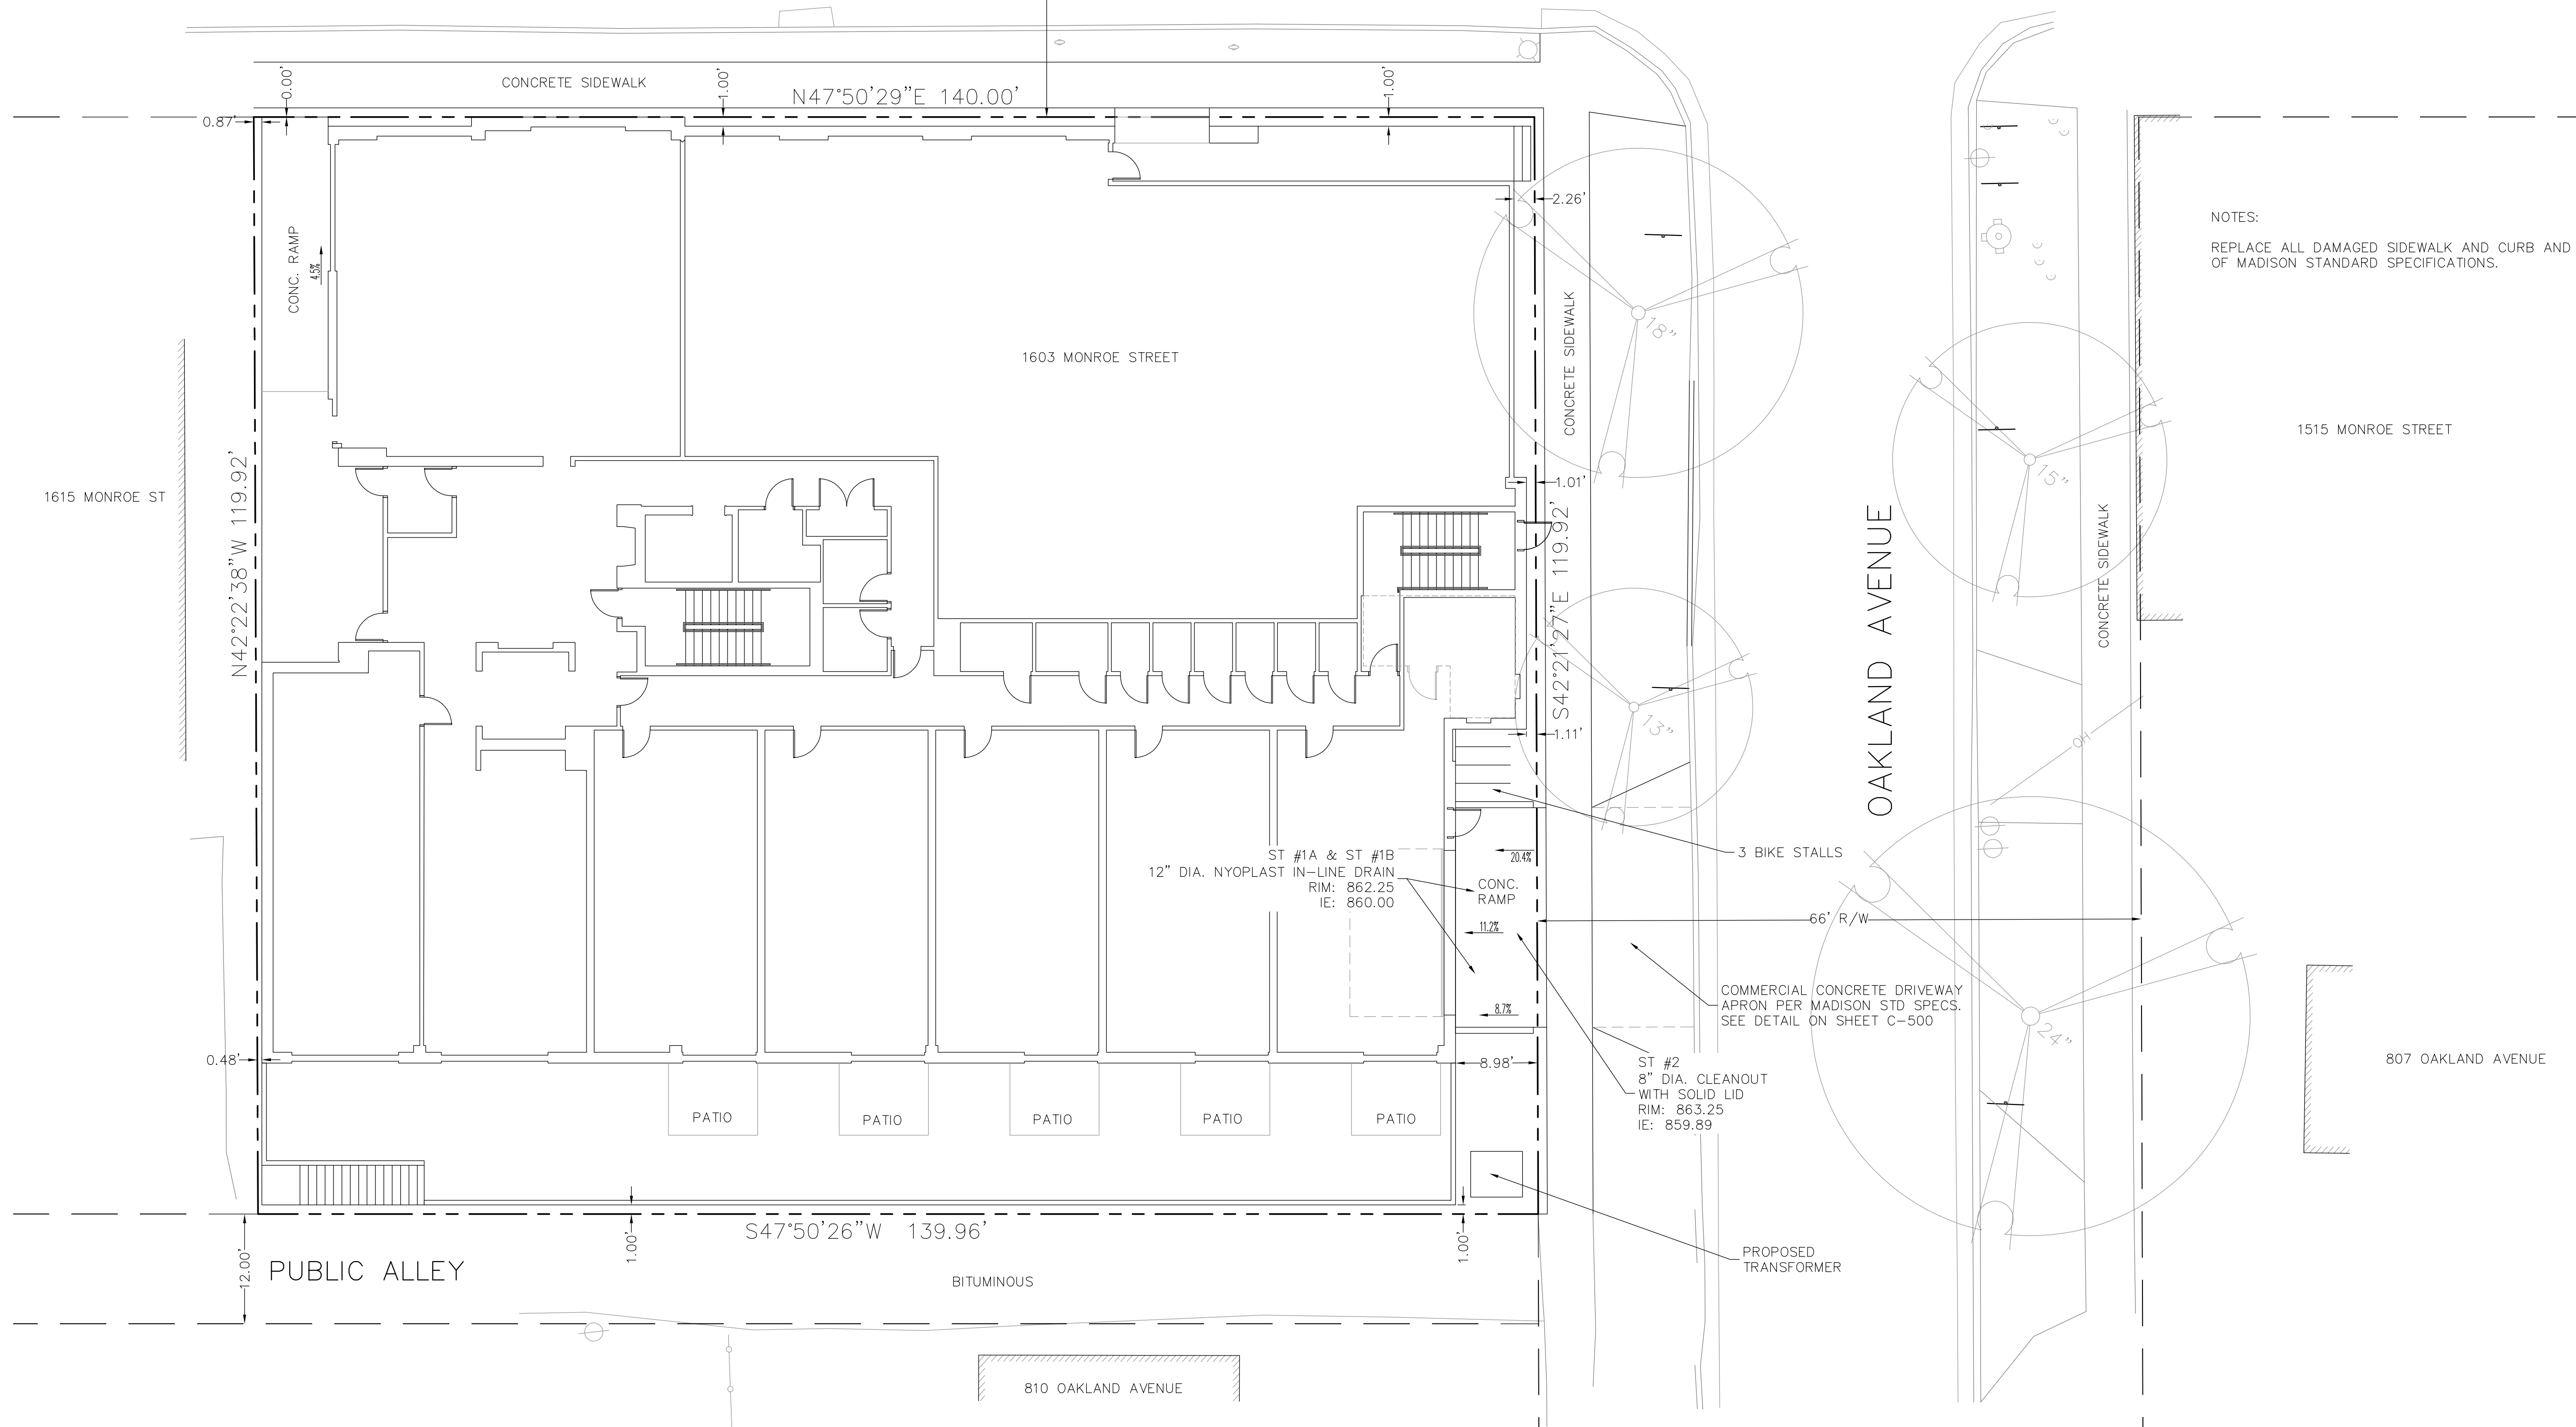 CONCRETE SIDEWALK
0.00'
1.00'
N47°50'29"E 140.00'
1.00'
0.87'
2.26'
CONC. RAMP
4.5%
NOTES:
REPLACE ALL DAMAGED SIDEWALK AND CURB AND
OF MADISON STANDARD SPECIFICATIONS.
18"
CONCRETE SIDEWALK
1603 MONROE STREET
1515 MONROE STREET
15"
1615 MONROE ST
N42°22'38"W 119.92'
1.01'
S42°21'27"E 119.92'
OAKLAND AVENUE
CONCRETE SIDEWALK
13"
1.11'
OH
3 BIKE STALLS
ST #1A & ST #1B
12" DIA. NYOPLAST IN-LINE DRAIN
RIM: 862.25
IE: 860.00
20.4%
CONC.
RAMP
11.2%
8.7%
66' R/W
COMMERCIAL CONCRETE DRIVEWAY
APRON PER MADISON STD SPECS.
SEE DETAIL ON SHEET C-500
24"
0.48'
8.98'
ST #2
8" DIA. CLEANOUT
WITH SOLID LID
RIM: 863.25
IE: 859.89
807 OAKLAND AVENUE
PATIO
PATIO
PATIO
PATIO
PATIO
S47°50'26"W 139.96'
1.00'
1.00'
12.00'
PUBLIC ALLEY
BITUMINOUS
PROPOSED
TRANSFORMER
810 OAKLAND AVENUE